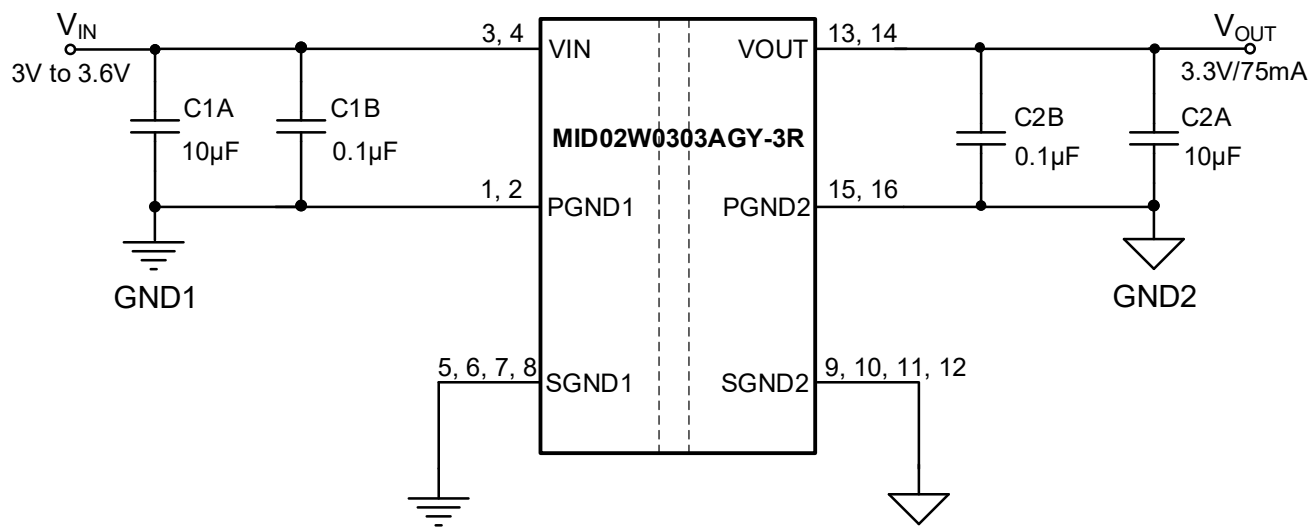 VIN
3V to 3.6V
C1A
10µF
C1B
0.1µF
3, 4
1, 2
GND1
5, 6, 7, 8
VIN
VOUT
MID02W0303AGY-3R
PGND1
PGND2
SGND1
SGND2
13, 14
15, 16
9, 10, 11, 12
C2B
0.1µF
C2A
10µF
VOUT
3.3V/75mA
GND2